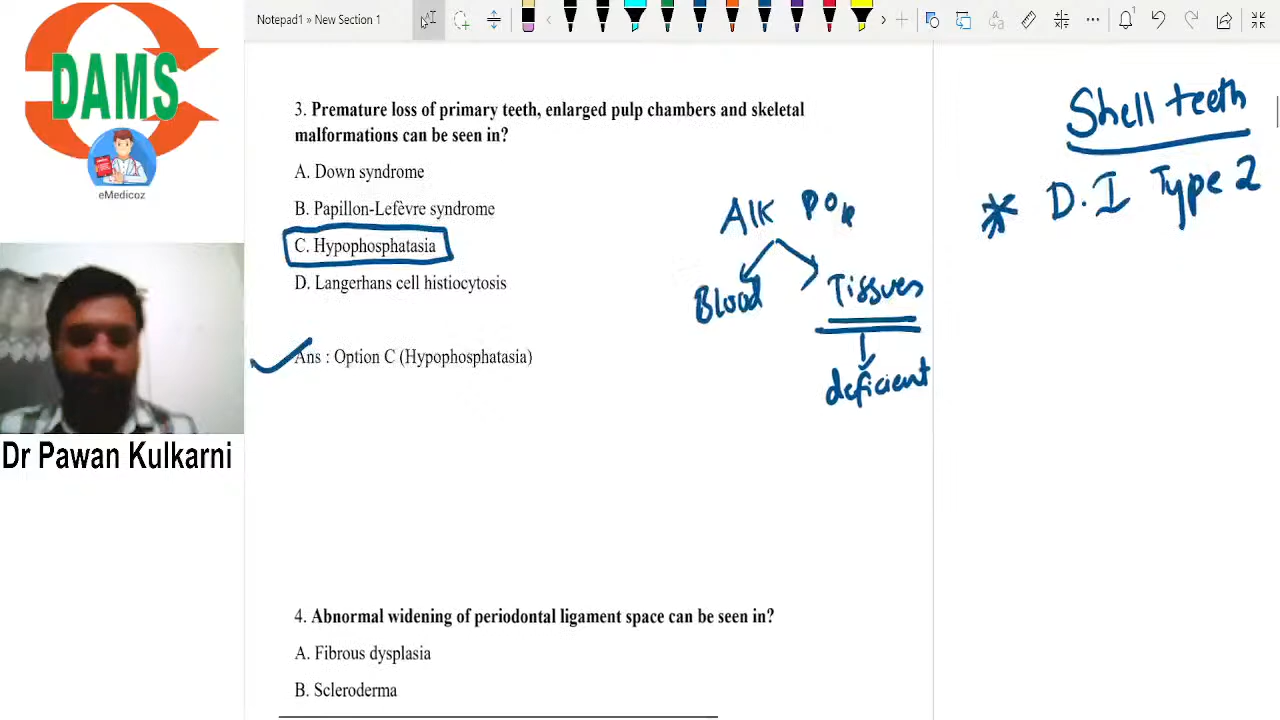 Notepad1 » New Section 1
DAMS
eMedicoz
3. Premature loss of primary teeth, enlarged pulp chambers and skeletal
malformations can be seen in?
A. Down syndrome
B. Papillon-Lefèvre syndrome
C. Hypophosphatasia
D. Langerhans cell histiocytosis
Ans : Option C (Hypophosphatasia)
Alk
Blood
Tissues
deficient
Shell teeth
* D.I Type 2
Dr Pawan Kulkarni
4. Abnormal widening of periodontal ligament space can be seen in?
A. Fibrous dysplasia
B. Scleroderma